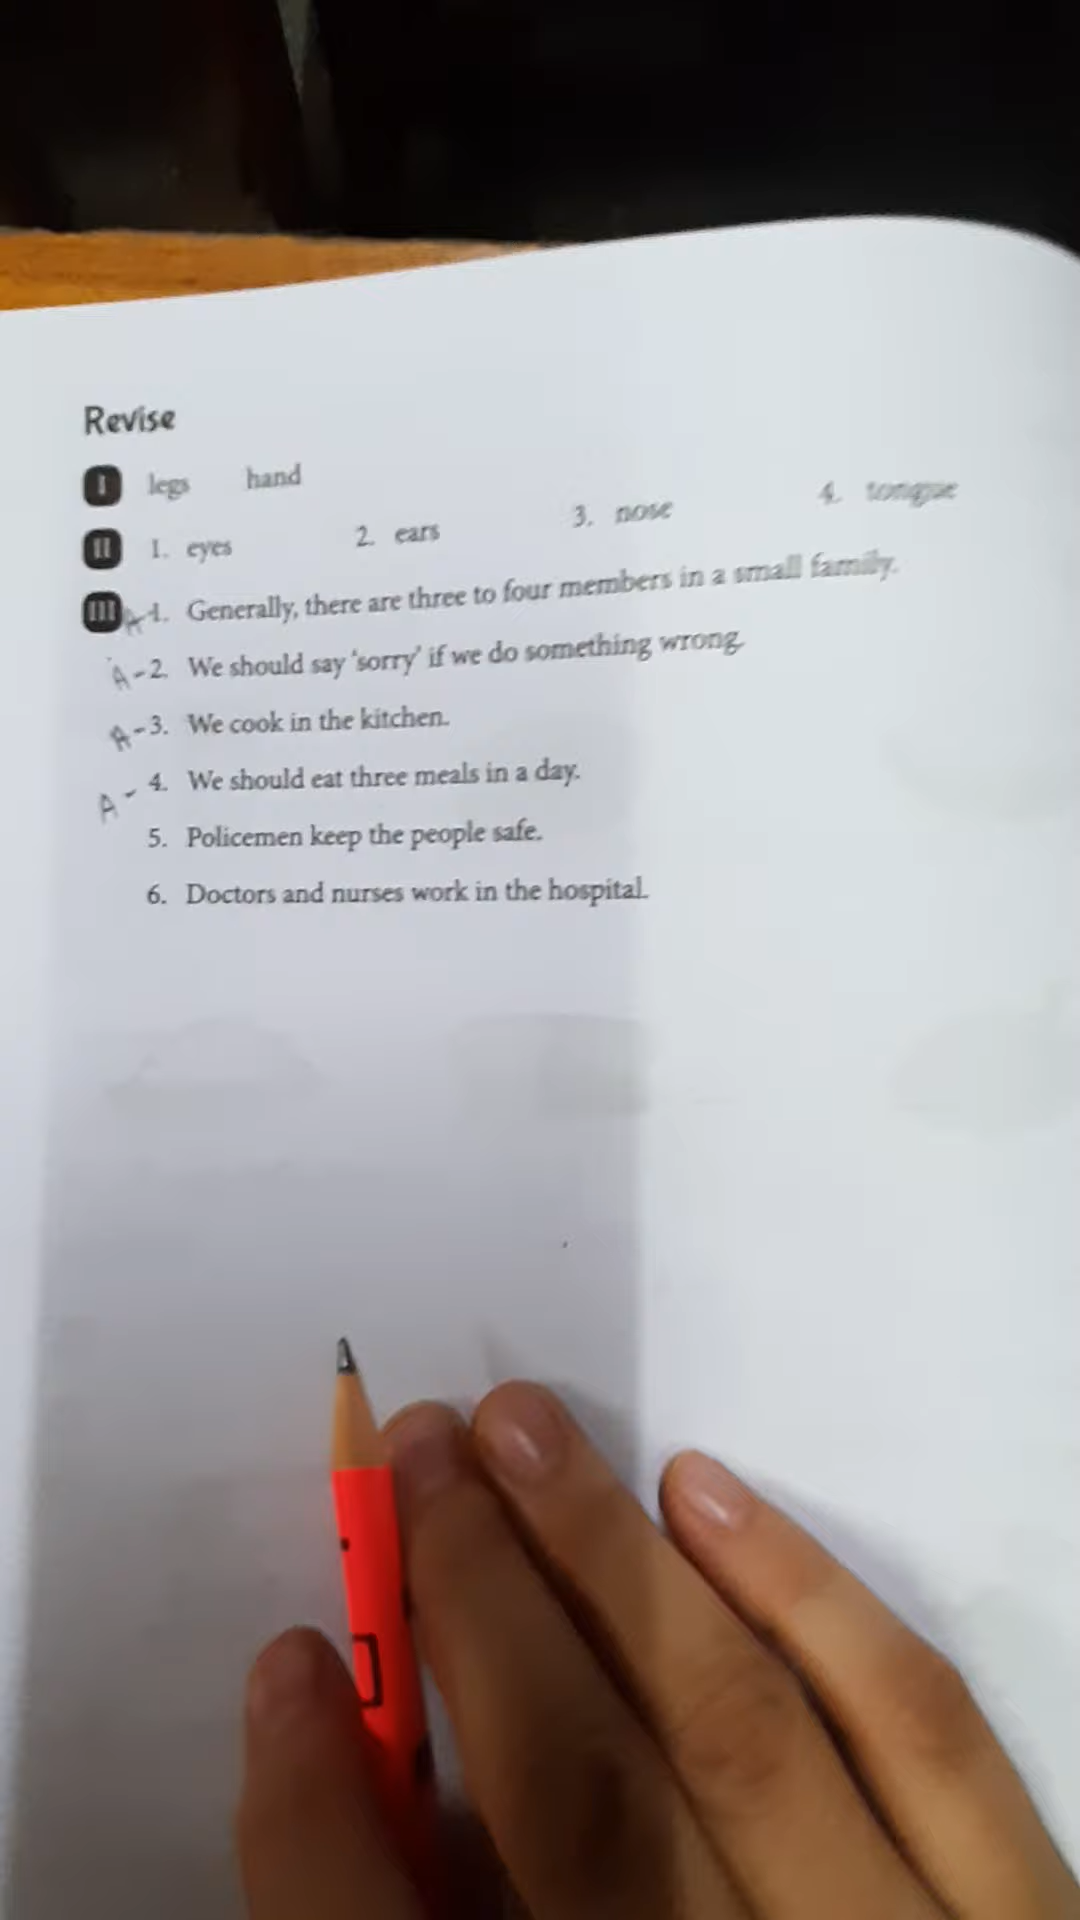 Revise
I legs hand
II 1. eyes 2. ears 3. nose 4. tongue
III A-1. Generally, there are three to four members in a small family.
A-2. We should say 'sorry' if we do something wrong.
A-3. We cook in the kitchen.
A- 4. We should eat three meals in a day.
5. Policemen keep the people safe.
6. Doctors and nurses work in the hospital.